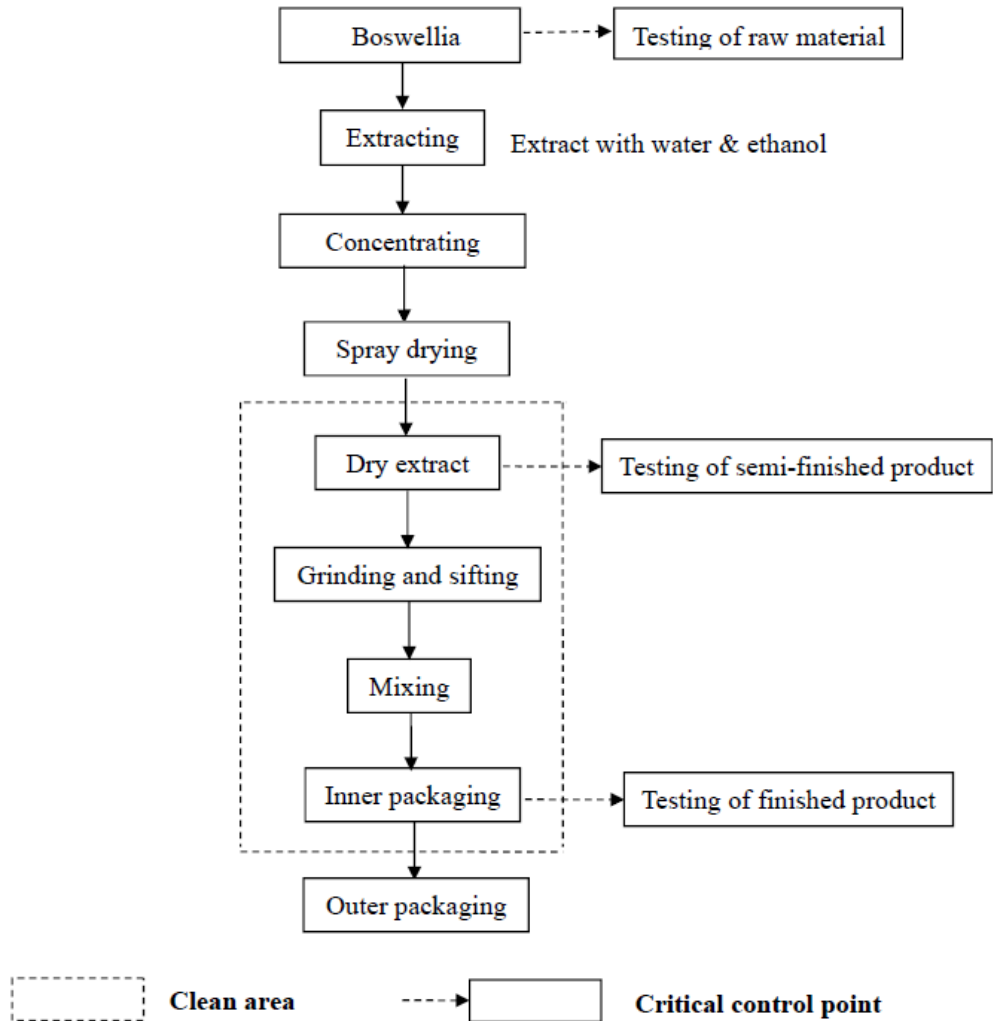 Boswellia
Testing of raw material
Extracting
Extract with water & ethanol
Concentrating
Spray drying
Dry extract
Testing of semi-finished product
Grinding and sifting
Mixing
Inner packaging
Testing of finished product
Outer packaging
Clean area
Critical control point